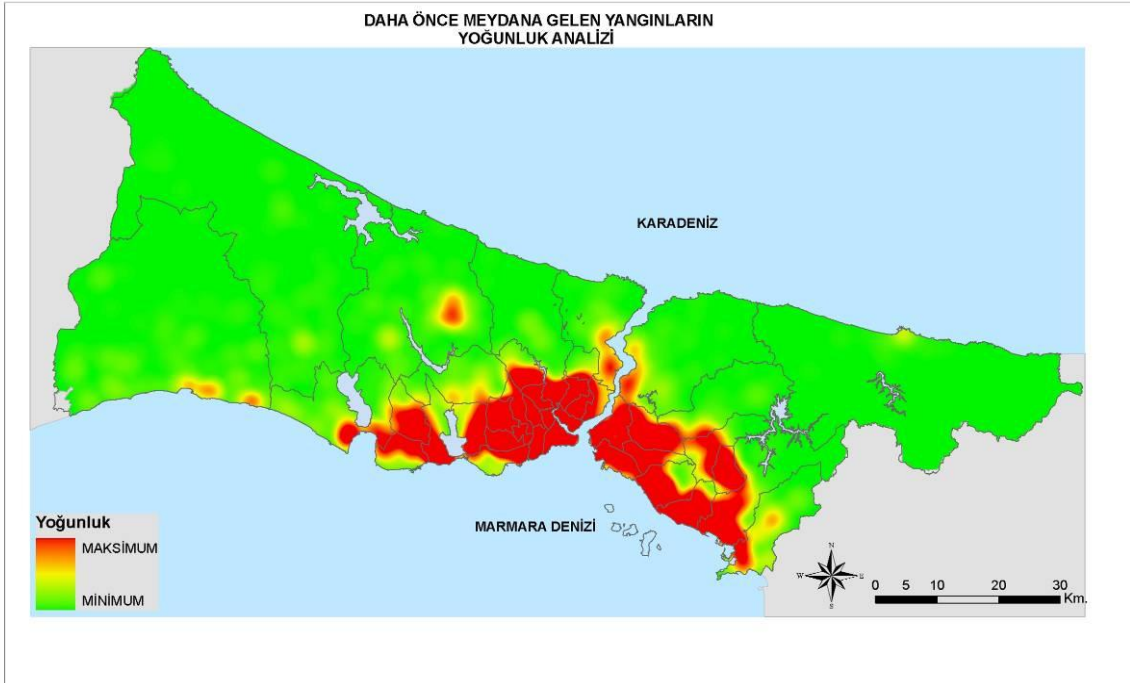 DAHA ÖNCE MEYDANA GELEN YANGINLARIN
YOĞUNLUK ANALİZİ
KARADENİZ
MARMARA DENİZİ
Yoğunluk
MAKSİMUM
MİNİMUM
N
W E
S
0 5 10 20 30
Km.